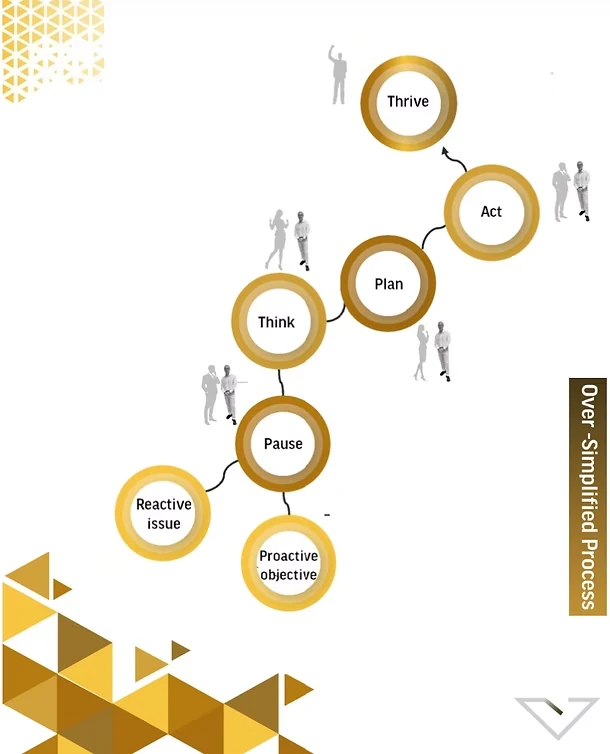 Thrive
Act
Plan
Think
Pause
Reactive
issue
Proactive
objective
Over -Simplified Process